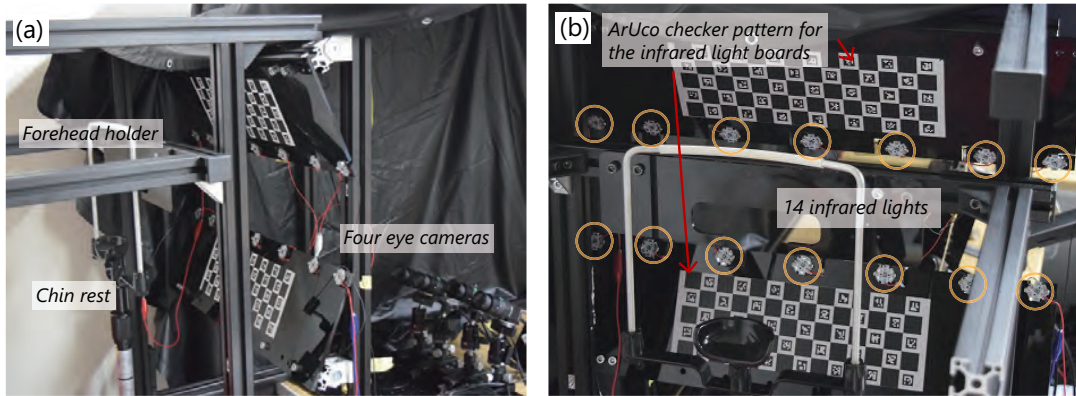 (a)
Forehead holder
Chin rest
Four eye cameras
(b)
ArUco checker pattern for
the infrared light boards
14 infrared lights